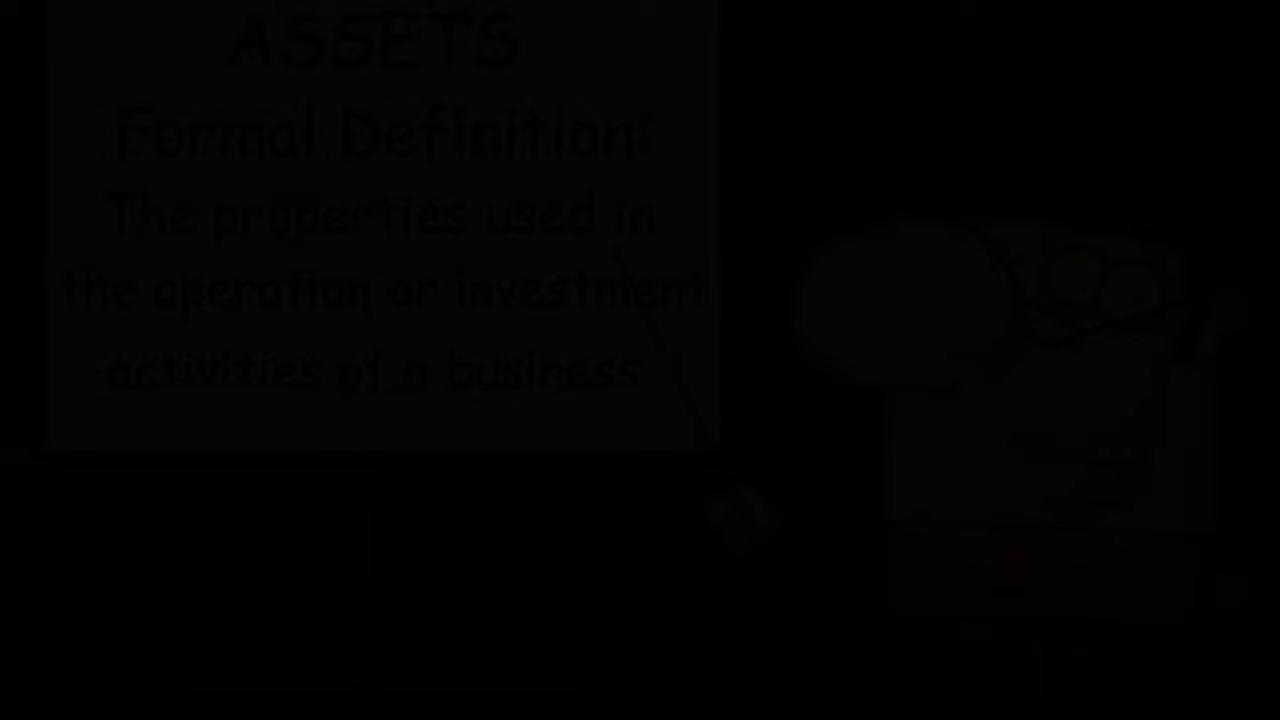 ASSETS
Formal Definition:
The properties used in
the operation or investment
activities of a business